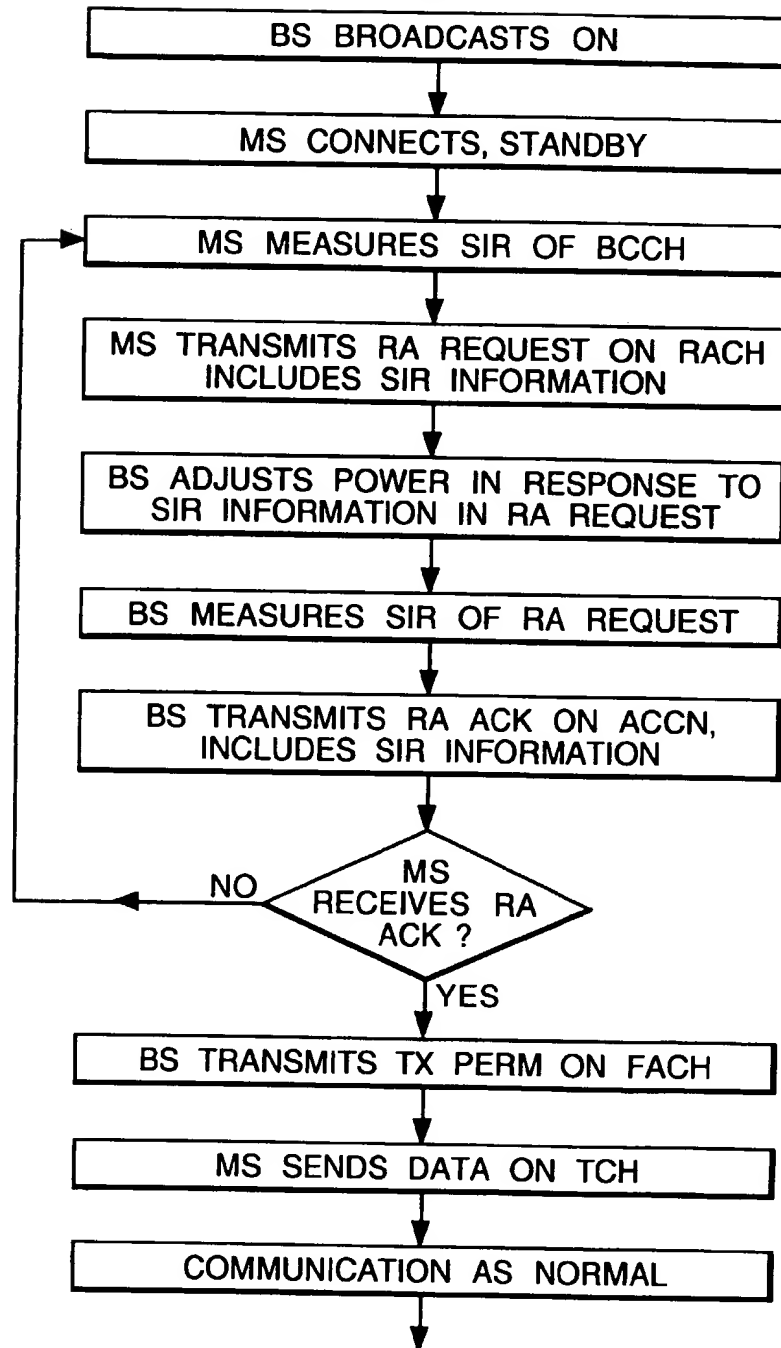 BS BROADCASTS ON
MS CONNECTS, STANDBY
MS MEASURES SIR OF BCCH
MS TRANSMITS RA REQUEST ON RACH
INCLUDES SIR INFORMATION
BS ADJUSTS POWER IN RESPONSE TO
SIR INFORMATION IN RA REQUEST
BS MEASURES SIR OF RA REQUEST
BS TRANSMITS RA ACK ON ACCN,
INCLUDES SIR INFORMATION
MS
RECEIVES RA
ACK ?
NO
YES
BS TRANSMITS TX PERM ON FACH
MS SENDS DATA ON TCH
COMMUNICATION AS NORMAL